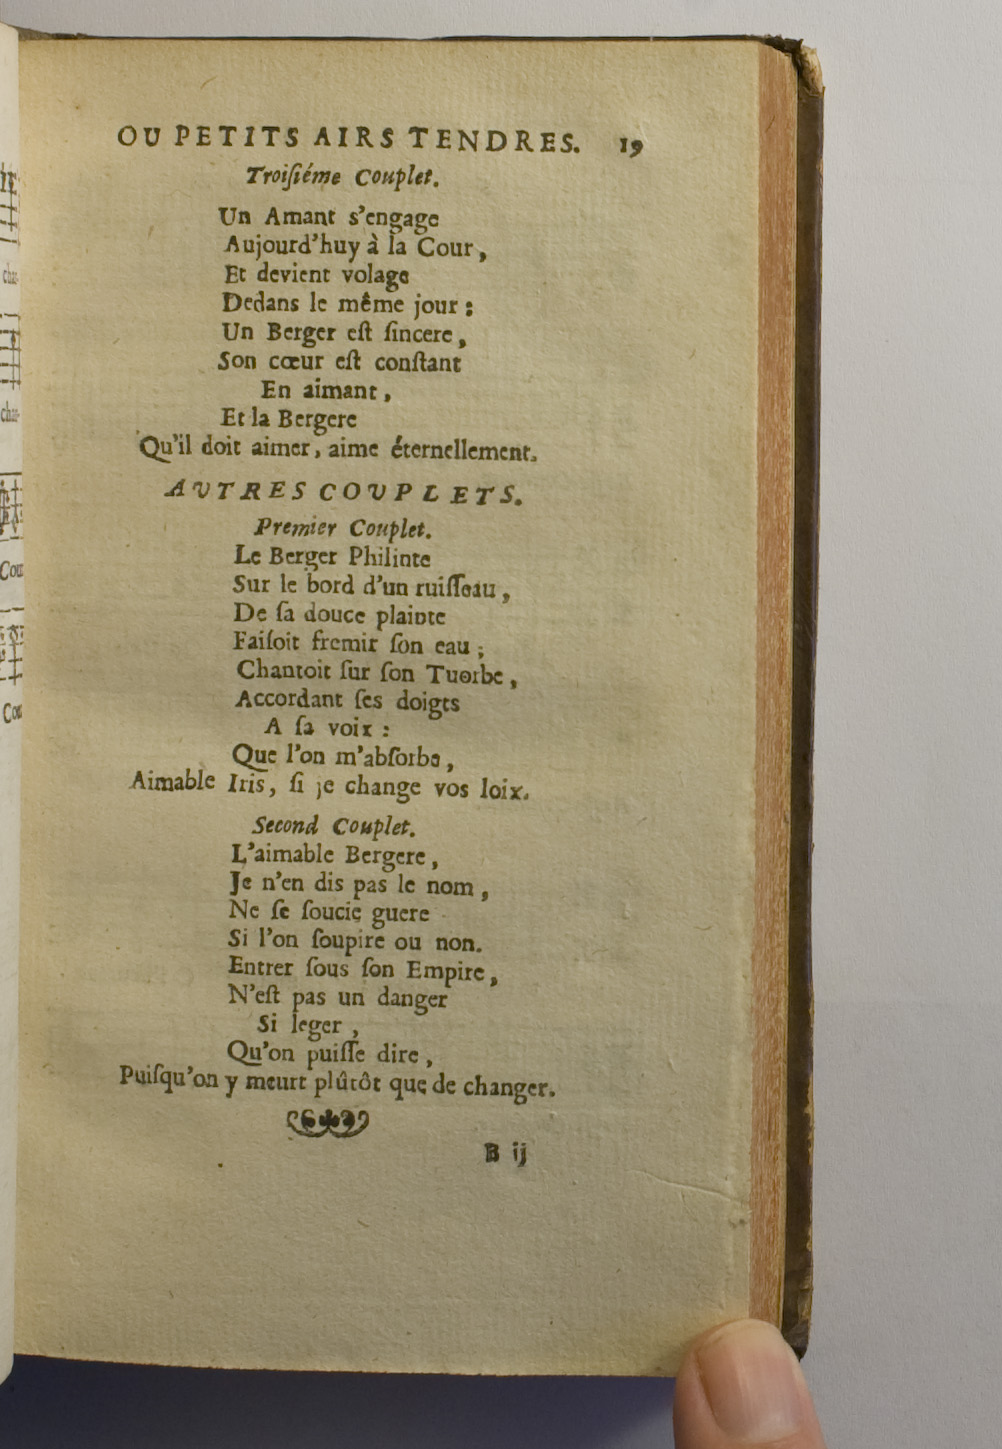 OU PETITS AIRS TENDRES. 19
Troiſiéme Couplet.
Un Amant s'engage
Aujourd'huy à la Cour,
Et devient volage
Dedans le même jour :
Un Berger eſt ſincere,
Son cœur eſt conſtant
En aimant,
Et la Bergere
Qu'il doit aimer, aime éternellement.
AUTRES COUPLETS.
Premier Couplet.
Le Berger Philinte
Sur le bord d'un ruiſſeau,
De ſa douce plainte
Faiſoit fremir ſon eau ;
Chantoit ſur ſon Tuorbe,
Accordant ſes doigts
A ſa voix :
Que l'on m'abſorbe,
Aimable Iris, ſi je change vos loix.
Second Couplet.
L'aimable Bergere,
Je n'en dis pas le nom,
Ne ſe ſoucie guere
Si l'on ſoupire ou non.
Entrer ſous ſon Empire,
N'eſt pas un danger
Si leger,
Qu'on puiſſe dire,
Puiſqu'on y meurt plûtôt que de changer.
B ij